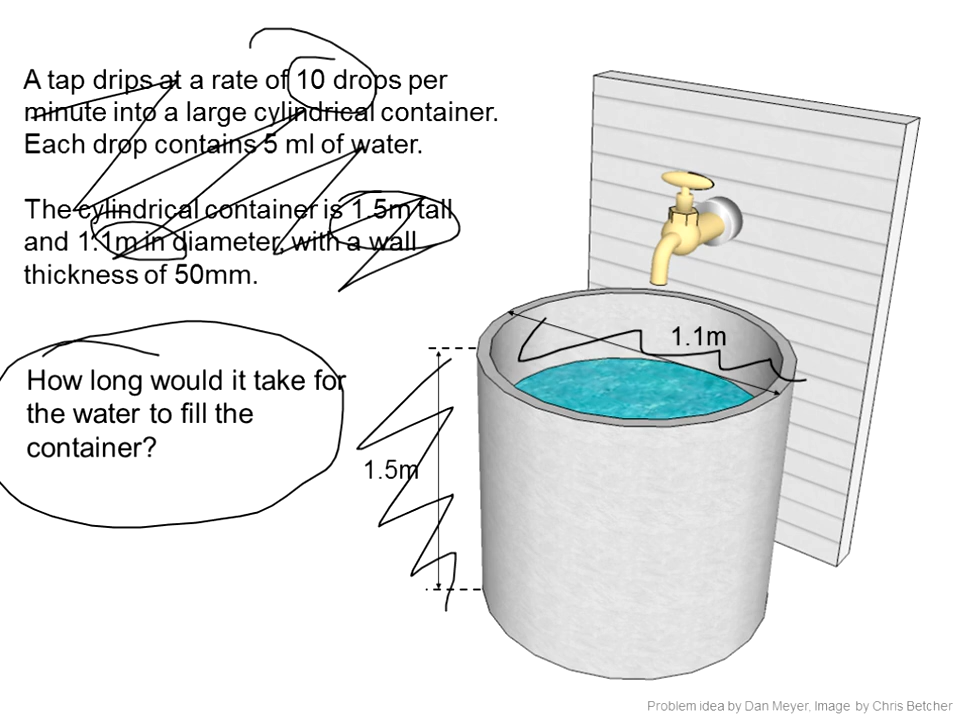 A tap drips at a rate of 10 drops per
minute into a large cylindrical container.
Each drop contains 5 ml of water.
The cylindrical container is 1.5m tall
and 1.1m in diameter, with a wall
thickness of 50mm.
How long would it take for
the water to fill the
container?
1.1m
1.5m
Problem idea by Dan Meyer, Image by Chris Betcher